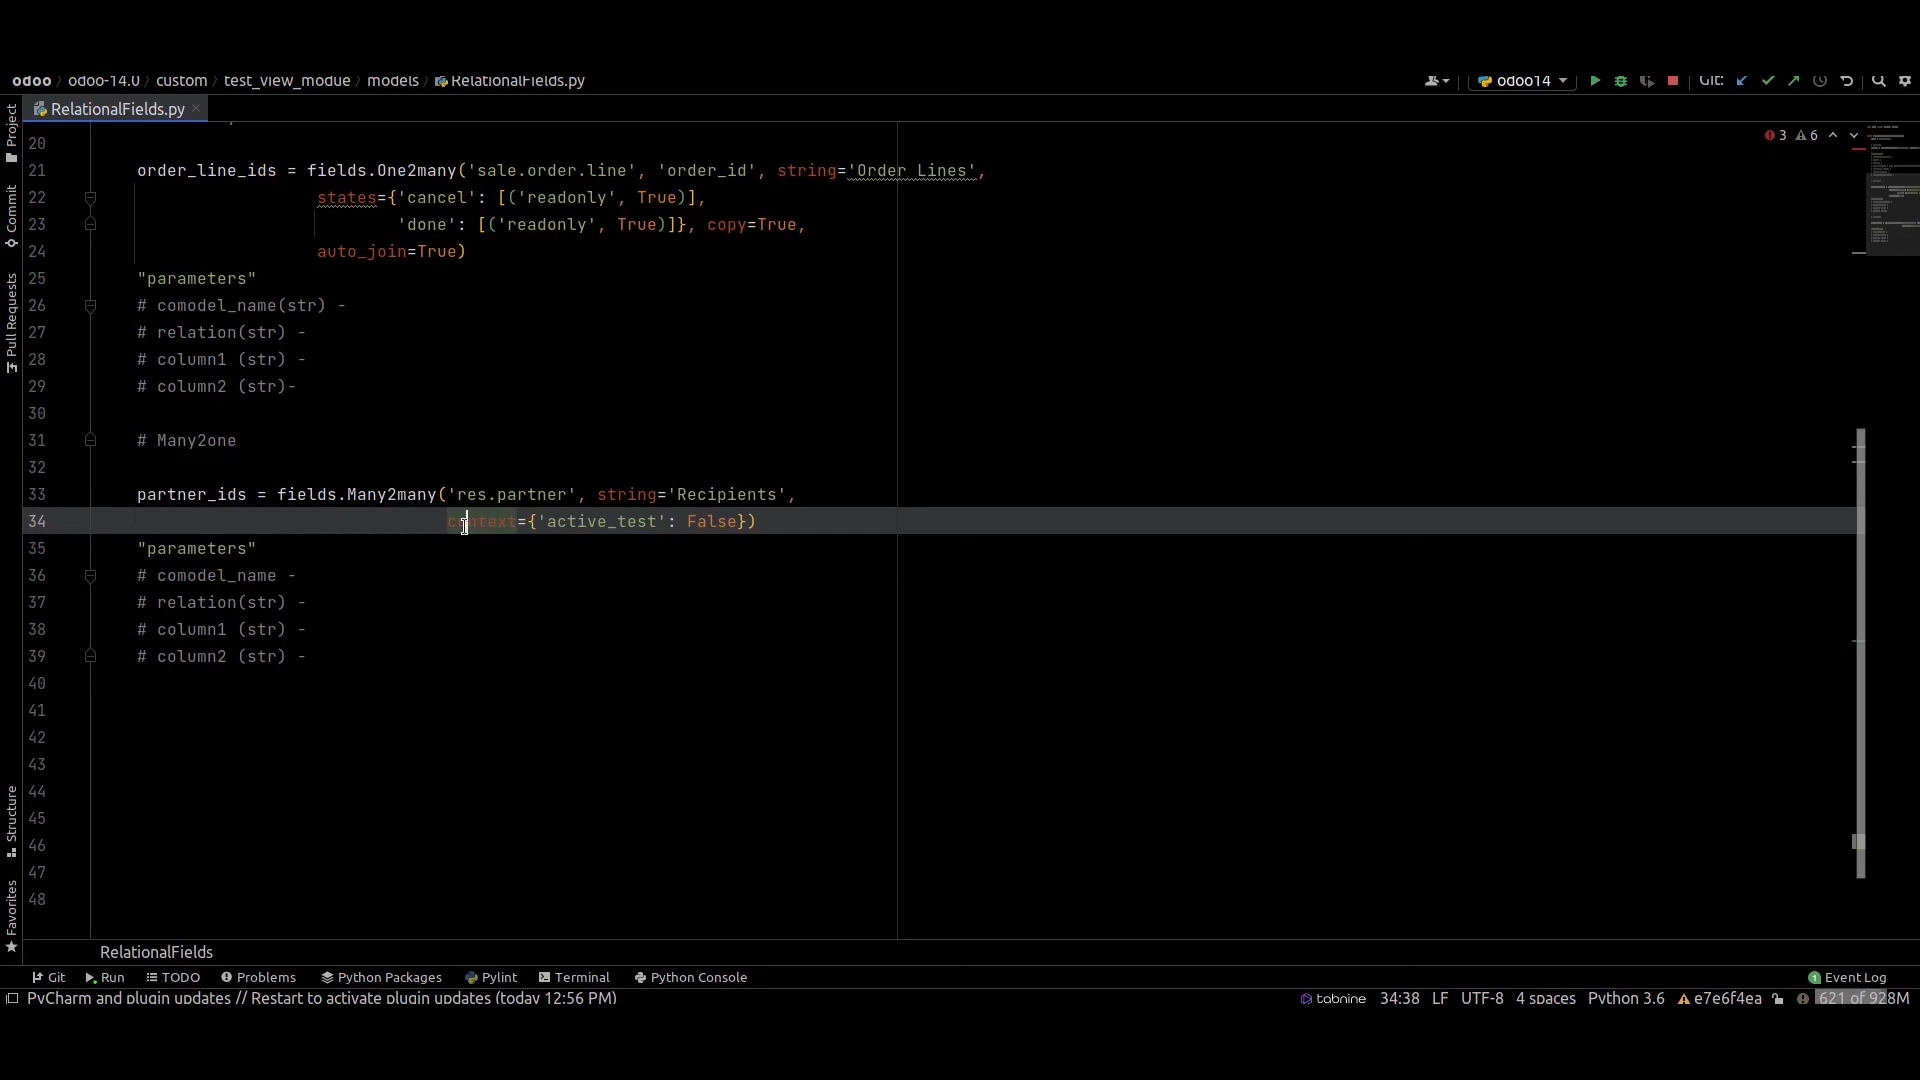 odoo odoo-14.0 custom test_view_modue models RelationalFields.py odoo14 Git:
RelationalFields.py
Project
Commit
Pull Requests
Structure
Favorites
3 6
20
21 order_line_ids = fields.One2many('sale.order.line', 'order_id', string='Order Lines',
22 states={'cancel': [('readonly', True)],
23 'done': [('readonly', True)]}, copy=True,
24 auto_join=True)
25 "parameters"
26 # comodel_name(str) -
27 # relation(str) -
28 # column1 (str) -
29 # column2 (str)-
30
31 # Many2one
32
33 partner_ids = fields.Many2many('res.partner', string='Recipients',
34 context={'active_test': False})
35 "parameters"
36 # comodel_name -
37 # relation(str) -
38 # column1 (str) -
39 # column2 (str) -
40
41
42
43
44
45
46
47
48
RelationalFields
Git Run TODO Problems Python Packages Pylint Terminal Python Console 1 Event Log
PyCharm and plugin updates // Restart to activate plugin updates (today 12:56 PM) tabnine 34:38 LF UTF-8 4 spaces Python 3.6 e7e6f4ea 621 of 928M